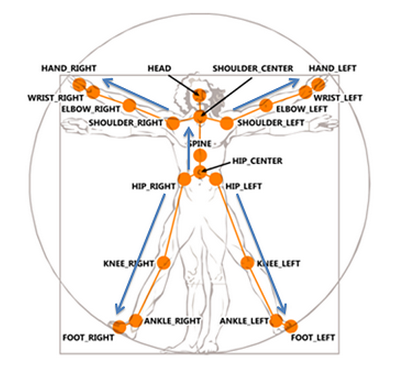 HAND_RIGHT
HEAD
SHOULDER_CENTER
HAND_LEFT
WRIST_RIGHT
WRIST_LEFT
ELBOW_RIGHT
ELBOW_LEFT
SHOULDER_RIGHT
SHOULDER_LEFT
SPINE
HIP_CENTER
HIP_RIGHT
HIP_LEFT
KNEE_RIGHT
KNEE_LEFT
ANKLE_RIGHT
ANKLE_LEFT
FOOT_RIGHT
FOOT_LEFT